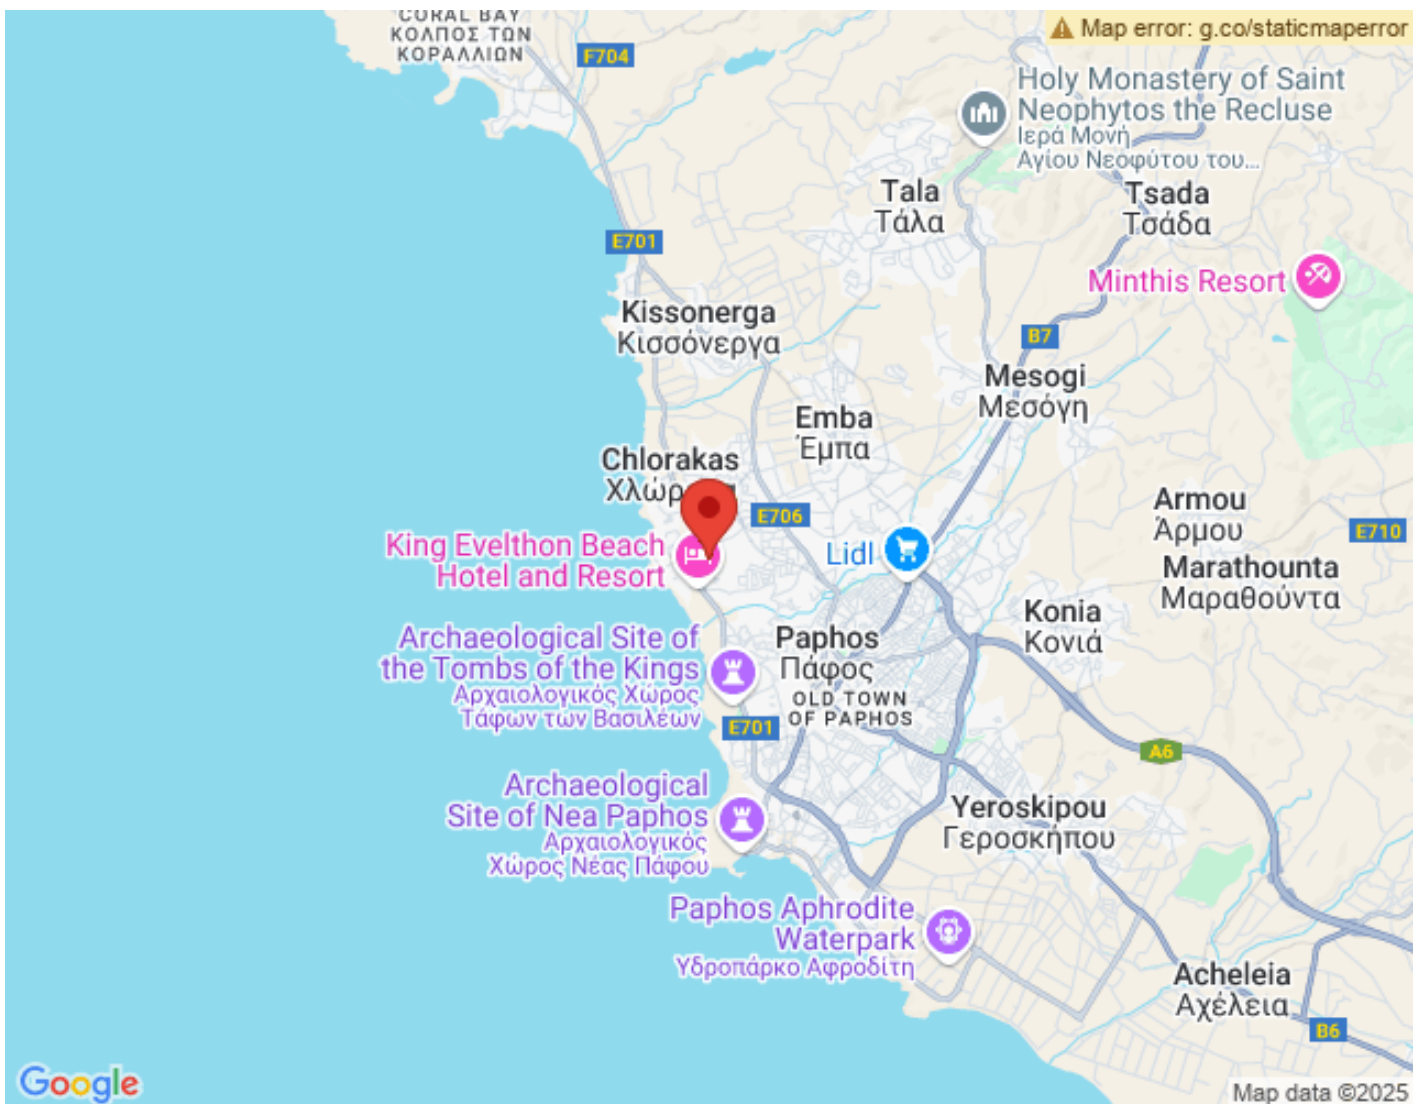 CORAL BAY
ΚΟΛΠΟΣ ΤΩΝ
ΚΟΡΑΛΛΙΩΝ
F704
Map error: g.co/staticmaperror
Holy Monastery of Saint
Neophytos the Recluse
Ιερά Μονή
Αγίου Νεοφύτου του...
Tala
Τάλα
Tsada
Τσάδα
E701
Minthis Resort
Kissonerga
Κισσόνεργα
B7
Mesogi
Μεσόγη
Emba
Έμπα
Chlorakas
E706
Armou
Άρμου
E710
King Evelthon Beach
Hotel and Resort
Lidl
Marathounta
Μαραθούντα
Konia
Κονιά
Archaeological Site of
the Tombs of the Kings
Αρχαιολογικός Χώρος
Τάφων των Βασιλέων
Paphos
Πάφος
OLD TOWN
OF PAPHOS
E701
A6
Archaeological
Site of Nea Paphos
Αρχαιολογικός
Χώρος Νέας Πάφου
Yeroskipou
Γεροσκήπου
Paphos Aphrodite
Waterpark
Υδροπάρκο Αφροδίτη
Acheleia
Αχέλεια
B6
Google
Map data ©2025